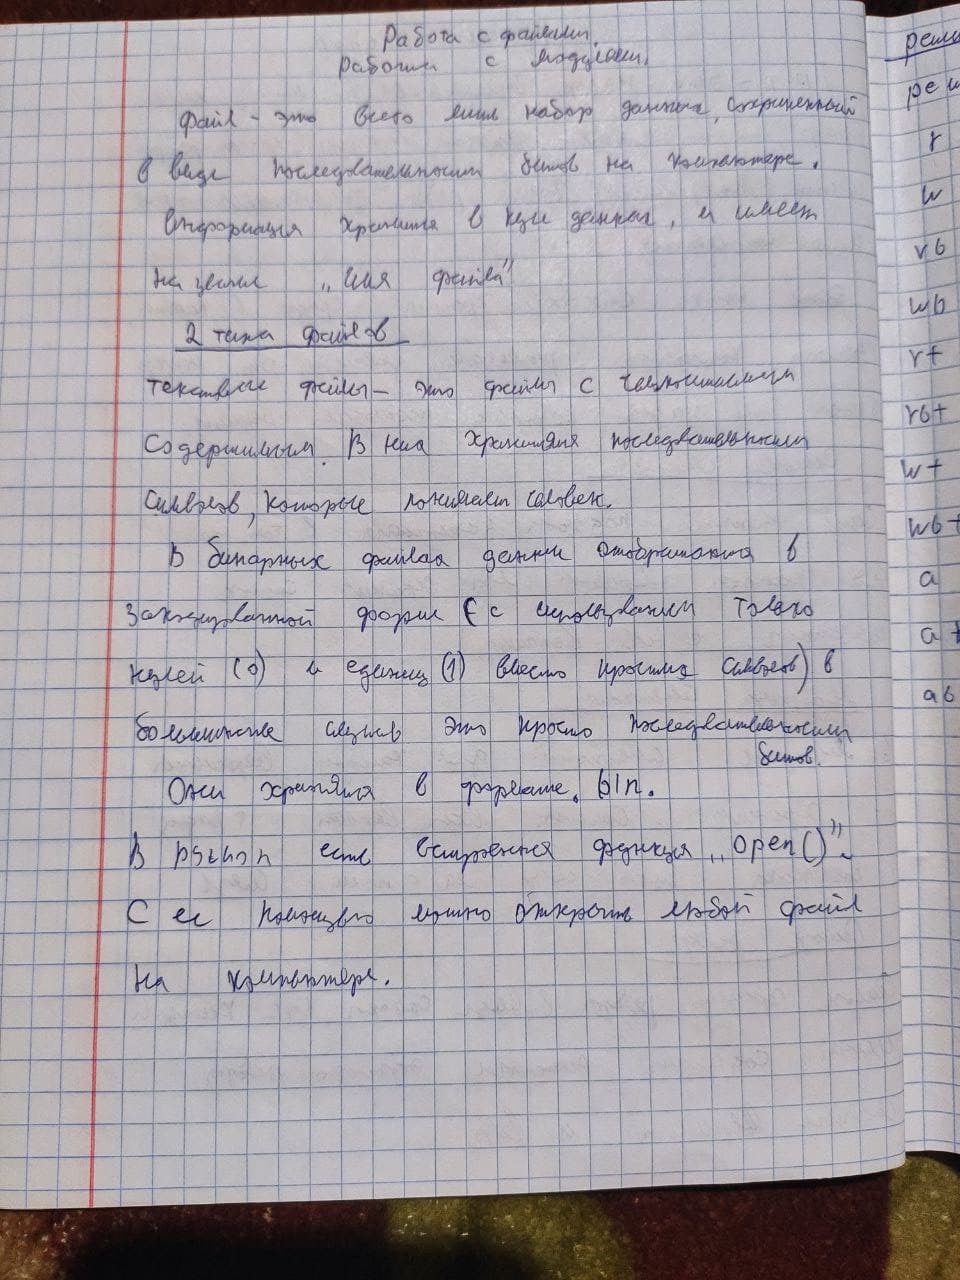 Работа с файлами.
Работа с модулями.
Файл - это всего лишь набор данных, сохраненный
в виде последовательности битов на компьютере.
Информация хранится в куче данных, и имеет
название „Имя файла"
2 типа файлов
текстовые файлы - это файлы с читаемым
содержимым. В них хранятся последовательности
символов, которые понимает человек.
В бинарных файлах данные отображаются в
закодированной форме (с использованием только
нулей (0) и единиц (1) вместо простых символов) в
большинстве случаев это просто последовательности
битов.
Они хранятся в формате .bin.
В python есть встроенная функция „open()".
С ее помощью можно открыть любой файл
на компьютере.
режи
реж
r
w
rb
wb
r+
rb+
w+
wb+
a
a+
ab